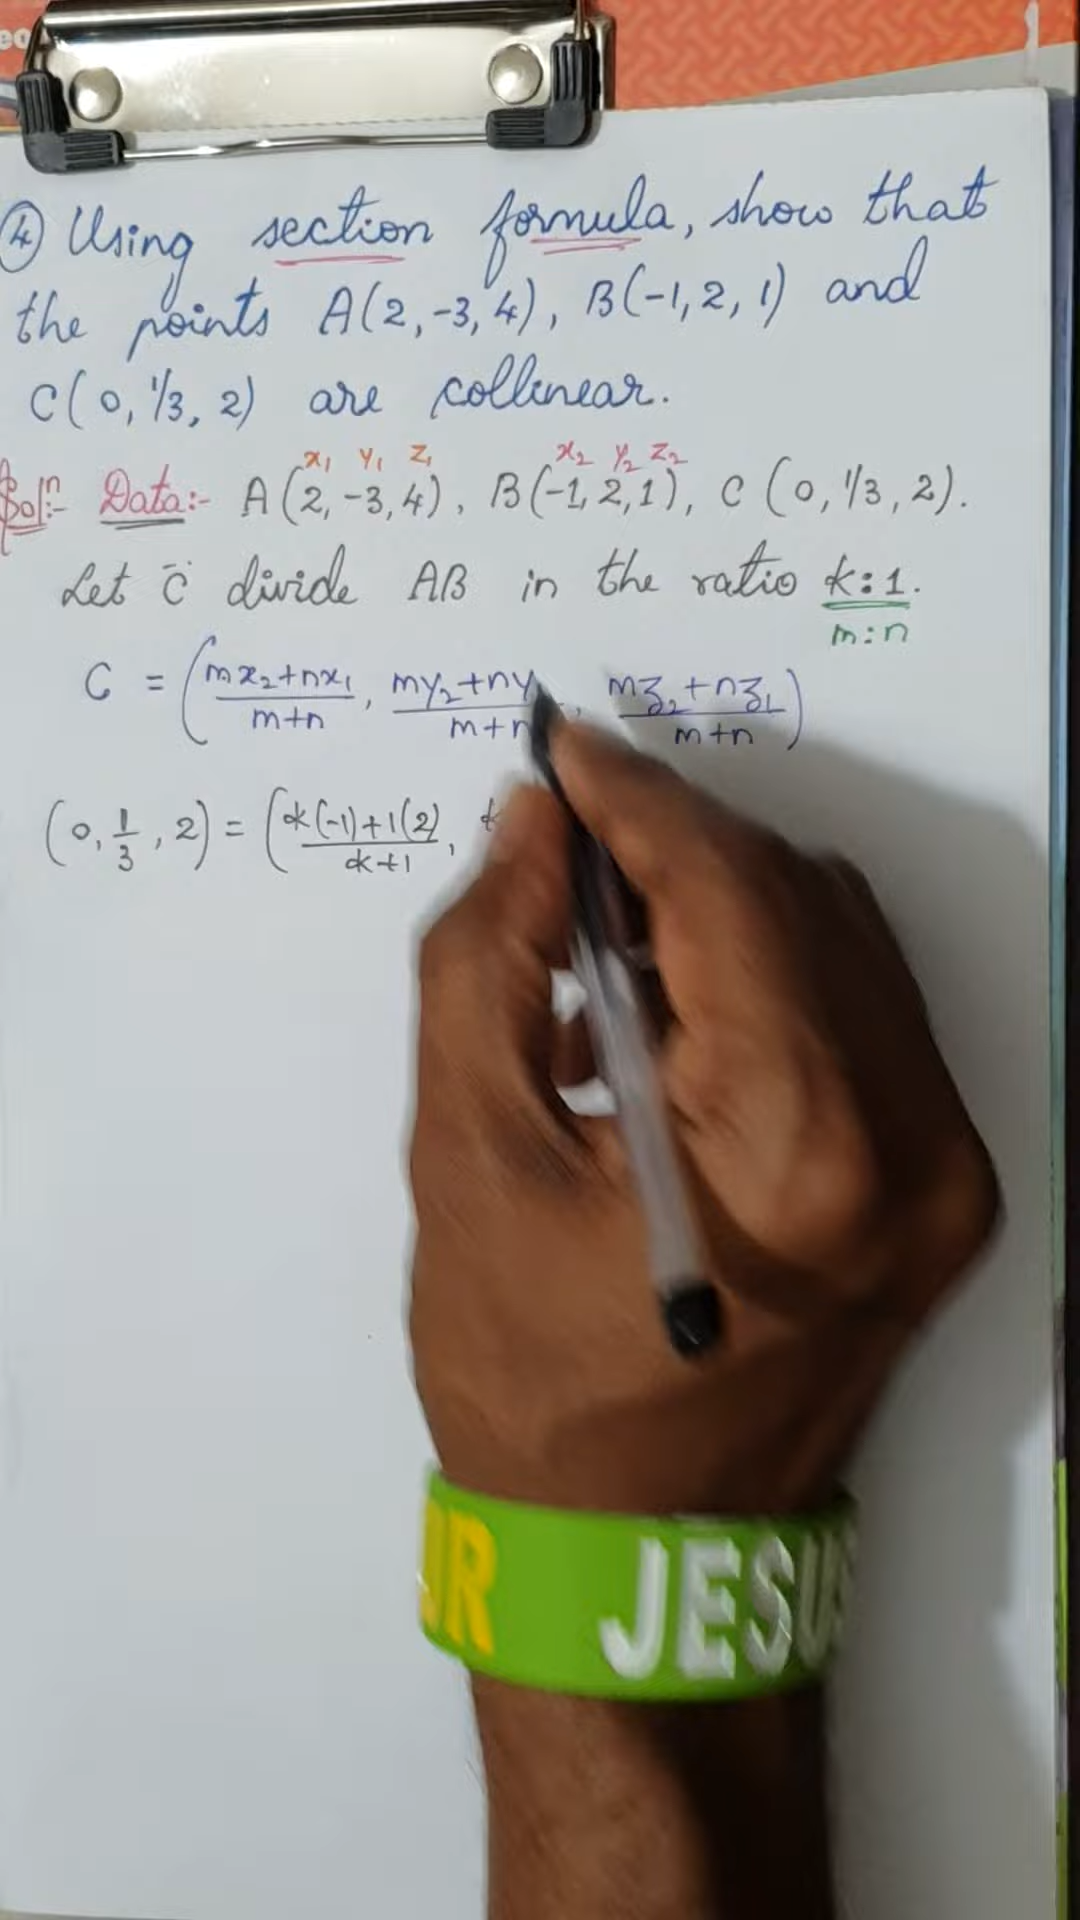 ④ Using section formula, show that
the points A(2,-3,4), B(-1,2,1) and
C(0,1/3,2) are collinear.
x₁ y₁ z₁ x₂ y₂ z₂
Solⁿ:- Data:- A(2,-3,4), B(-1,2,1), C(0,1/3,2).
Let 'C' divide AB in the ratio k:1.
m:n
C = (mx₂+nx₁/m+n, my₂+ny/m+n, mz₂+nz₁/m+n)
(0, 1/3, 2) = (k(-1)+1(2)/k+1, k
OR JESUS